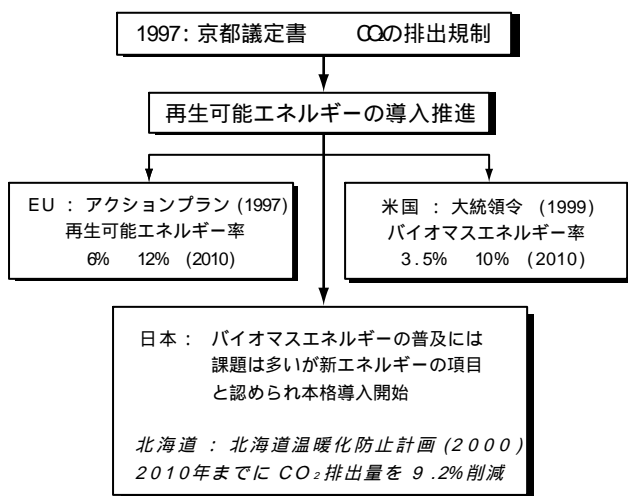 1997: 京都議定書 CO₂の排出規制
再生可能エネルギーの導入推進
EU : アクションプラン (1997)
再生可能エネルギー率
6% 12% (2010)
米国 : 大統領令 (1999)
バイオマスエネルギー率
3.5% 10% (2010)
日本 : バイオマスエネルギーの普及には
課題は多いが新エネルギーの項目
と認められ本格導入開始
北海道 : 北海道温暖化防止計画 (2000)
2010年までに CO₂排出量を 9.2%削減